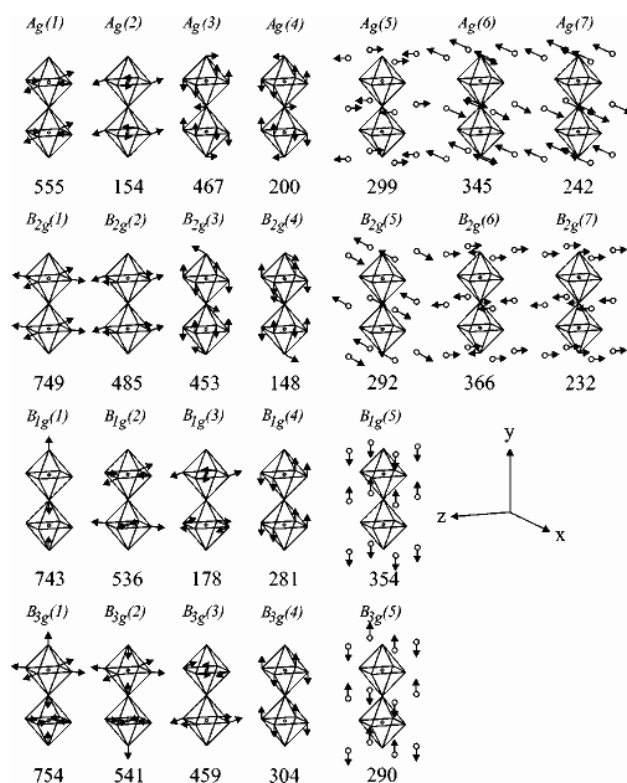 Ag(1) Ag(2) Ag(3) Ag(4) Ag(5) Ag(6) Ag(7)
555 154 467 200 299 345 242
B2g(1) B2g(2) B2g(3) B2g(4) B2g(5) B2g(6) B2g(7)
749 485 453 148 292 366 232
B1g(1) B1g(2) B1g(3) B1g(4) B1g(5)
y
z
x
743 536 178 281 354
B3g(1) B3g(2) B3g(3) B3g(4) B3g(5)
754 541 459 304 290